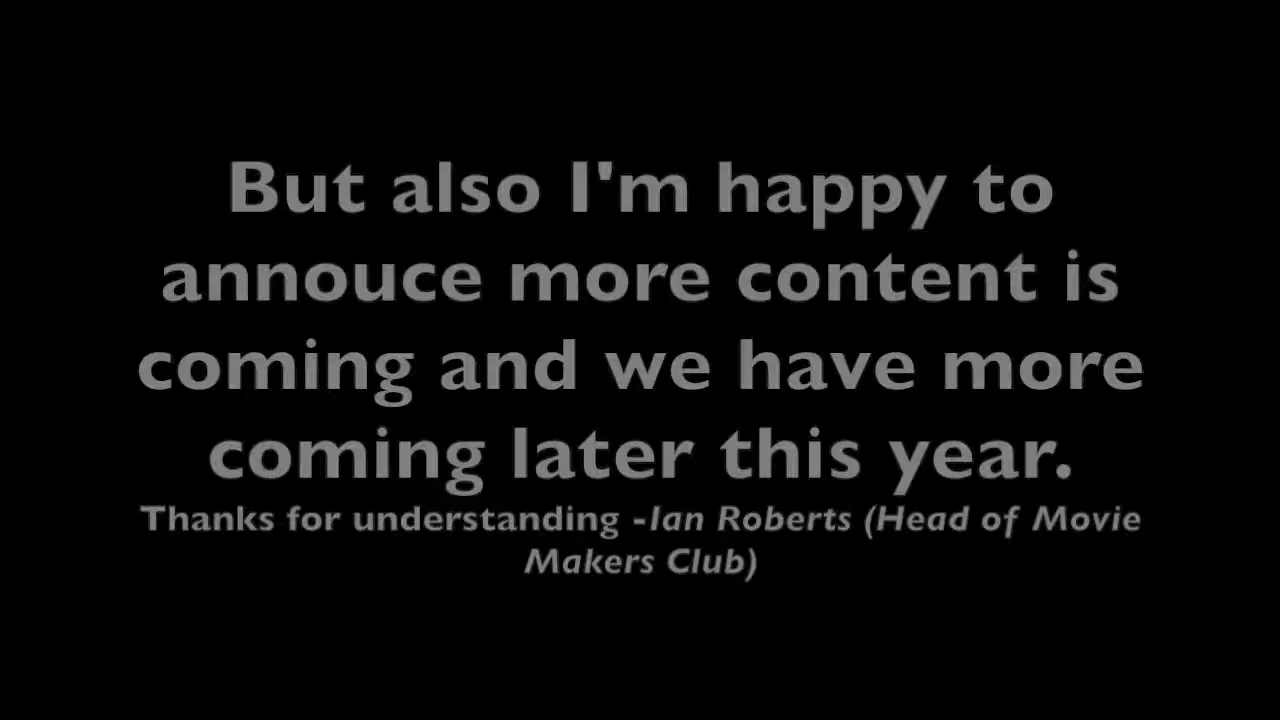 But also I'm happy to
annouce more content is
coming and we have more
coming later this year.
Thanks for understanding -Ian Roberts (Head of Movie
Makers Club)